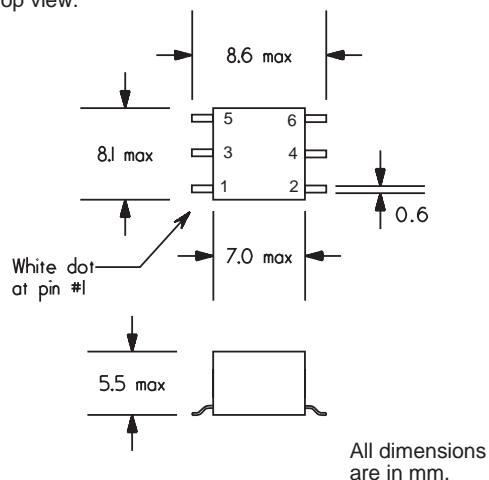 op view.
8.6 max
5 6
8.1 max
3 4
1 2
0.6
White dot
at pin #1
7.0 max
5.5 max
All dimensions
are in mm.